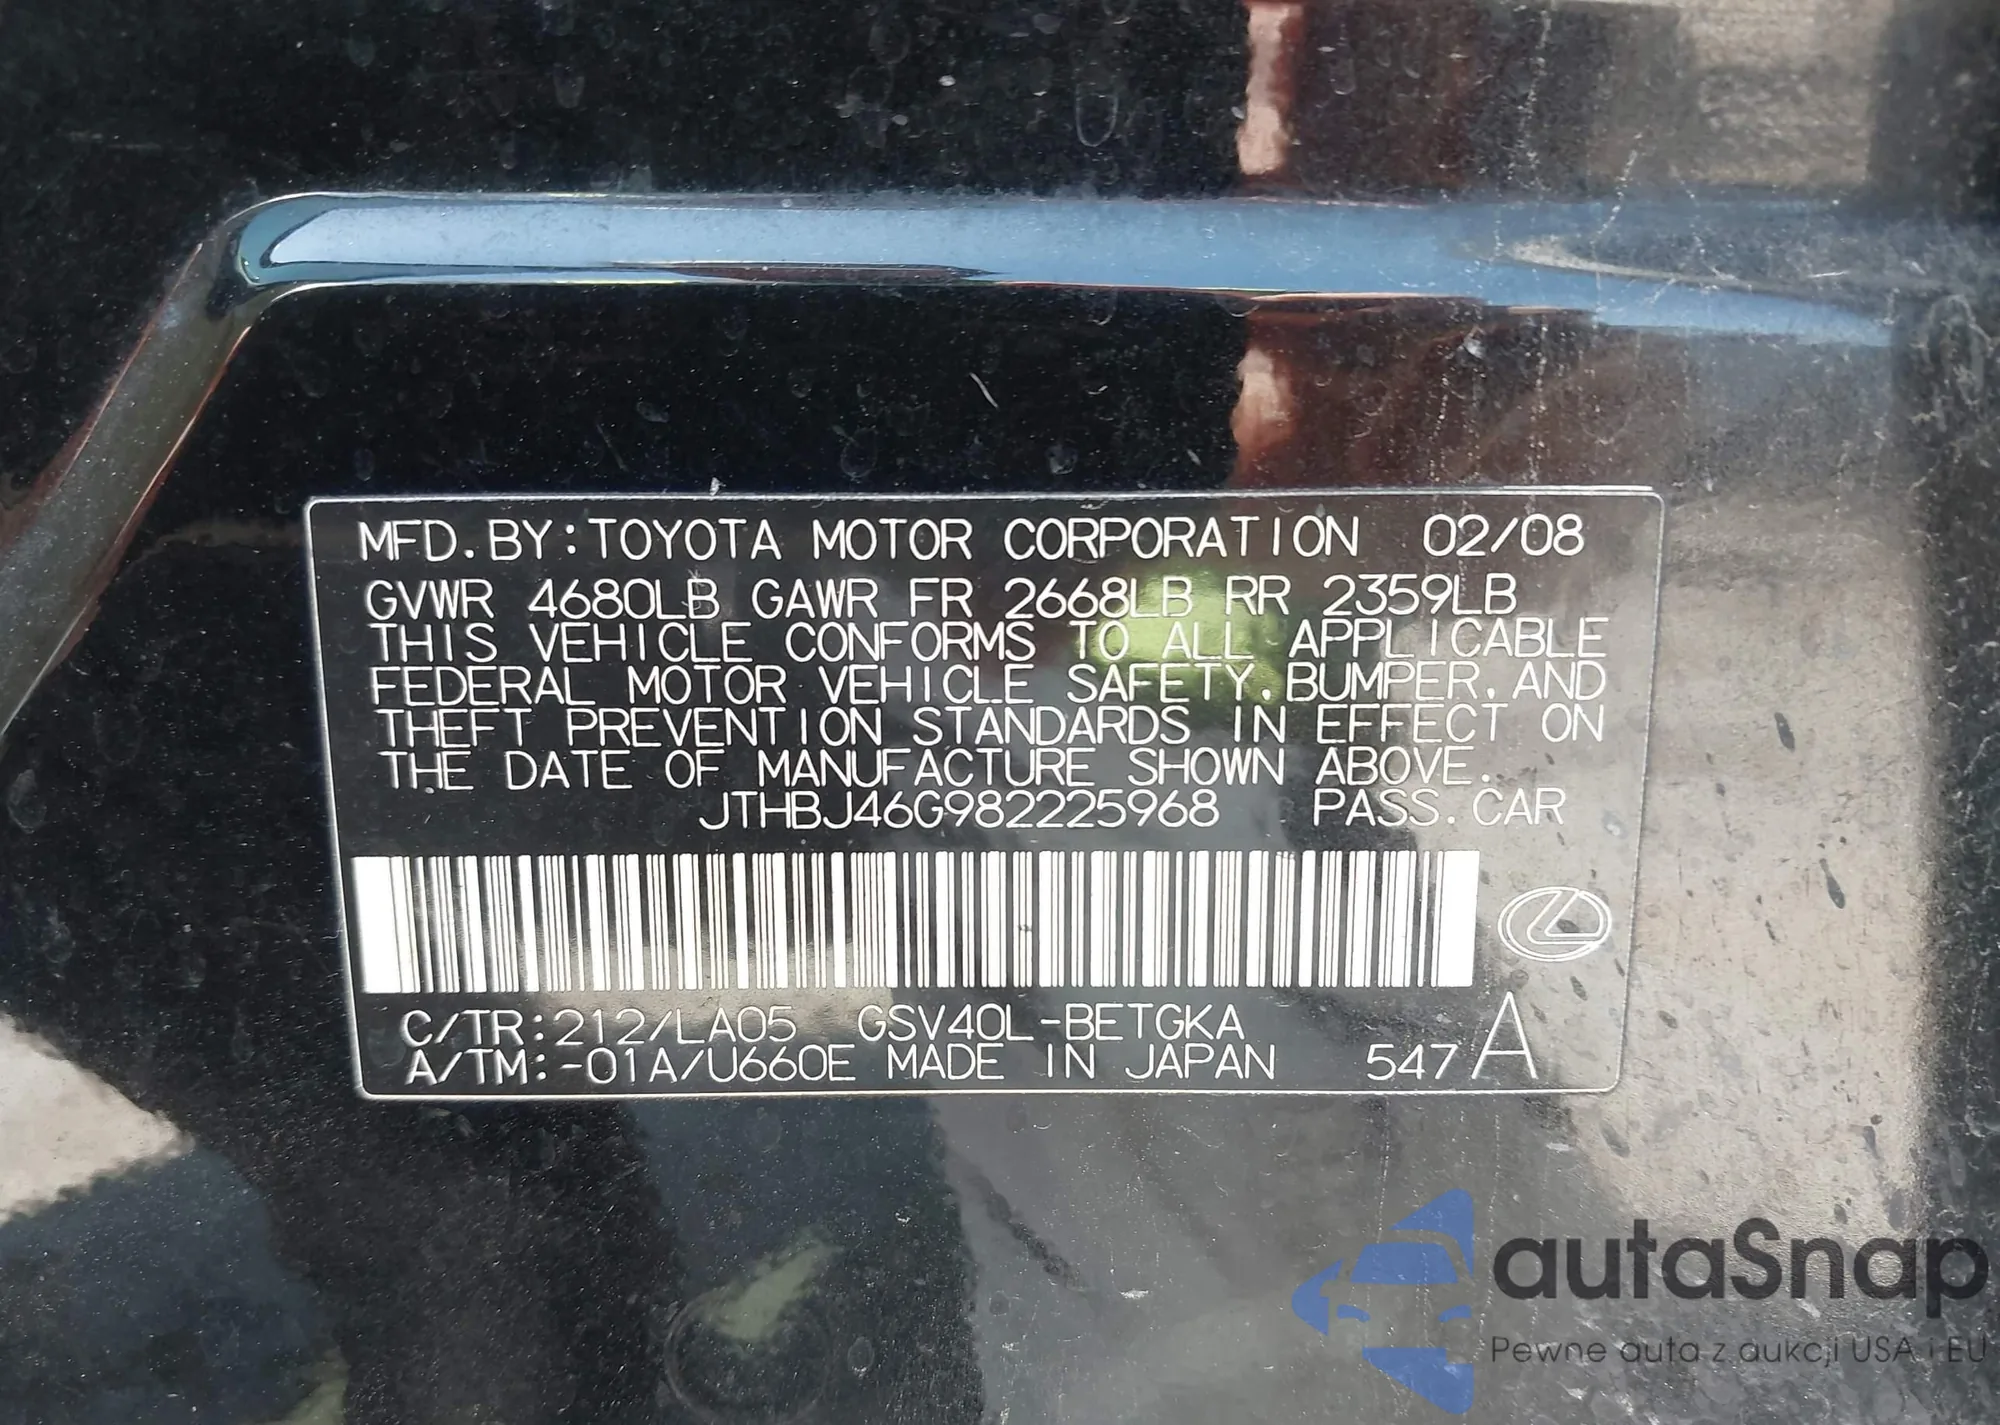 MFD. BY: TOYOTA MOTOR CORPORATION 02/08
GVWR 4680LB GAWR FR 2668LB RR 2359LB
THIS VEHICLE CONFORMS TO ALL APPLICABLE
FEDERAL MOTOR VEHICLE SAFETY, BUMPER, AND
THEFT PREVENTION STANDARDS IN EFFECT ON
THE DATE OF MANUFACTURE SHOWN ABOVE.
JTHBJ46G982225968 PASS. CAR
C/TR: 212/LA05 GSV40L-BETGKA
A/TM: -01A/U660E MADE IN JAPAN 547 A
autaSnap
Pewne auta z aukcji USA i EU